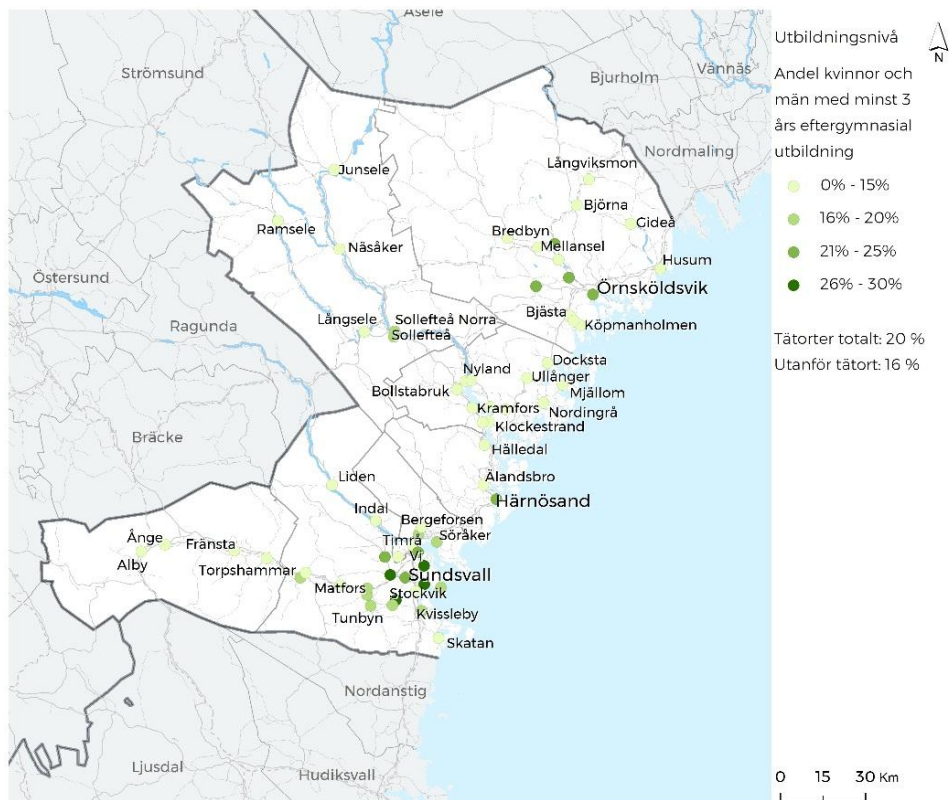 Åsele
Utbildningsnivå
N
Strömsund
Bjurholm
Vännäs
Andel kvinnor och
män med minst 3
års eftergymnasial
utbildning
Nordmaling
Långviksmon
Junsele
0% - 15%
Björna
16% - 20%
Ramsele
Gideå
Bredbyn
Näsåker
Mellansel
21% - 25%
Husum
Östersund
26% - 30%
Örnsköldsvik
Bjästa
Långsele
Sollefteå Norra
Köpmanholmen
Ragunda
Sollefteå
Tätorter totalt: 20 %
Docksta
Utanför tätort: 16 %
Nyland
Ullånger
Bollstabruk
Mjällom
Kramfors
Nordingrå
Klockestrand
Bräcke
Hälledal
Liden
Älandsbro
Härnösand
Indal
Bergeforsen
Ånge
Fränsta
Timrå
Söråker
Alby
Torpshammar
Vi
Sundsvall
Matfors
Stockvik
Tunbyn
Kvissleby
Skatan
Nordanstig
Ljusdal
Hudiksvall
0 15 30 Km